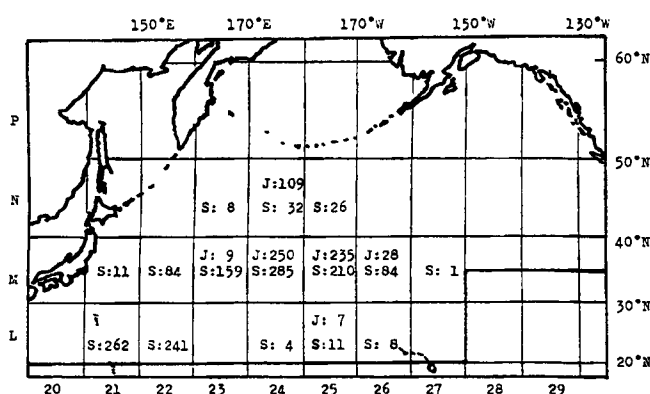 150°E 170°E 170°W 150°W 130°W
60°N
P
50°N
J:109
N
S: 8 S: 32 S:26
40°N
J: 9 J:250 J:235 J:28
M S:11 S:84 S:159 S:285 S:210 S:84 S: 1
30°N
J: 7
L
S:262 S:241 S: 4 S:11 S: 8
20°N
20 21 22 23 24 25 26 27 28 29